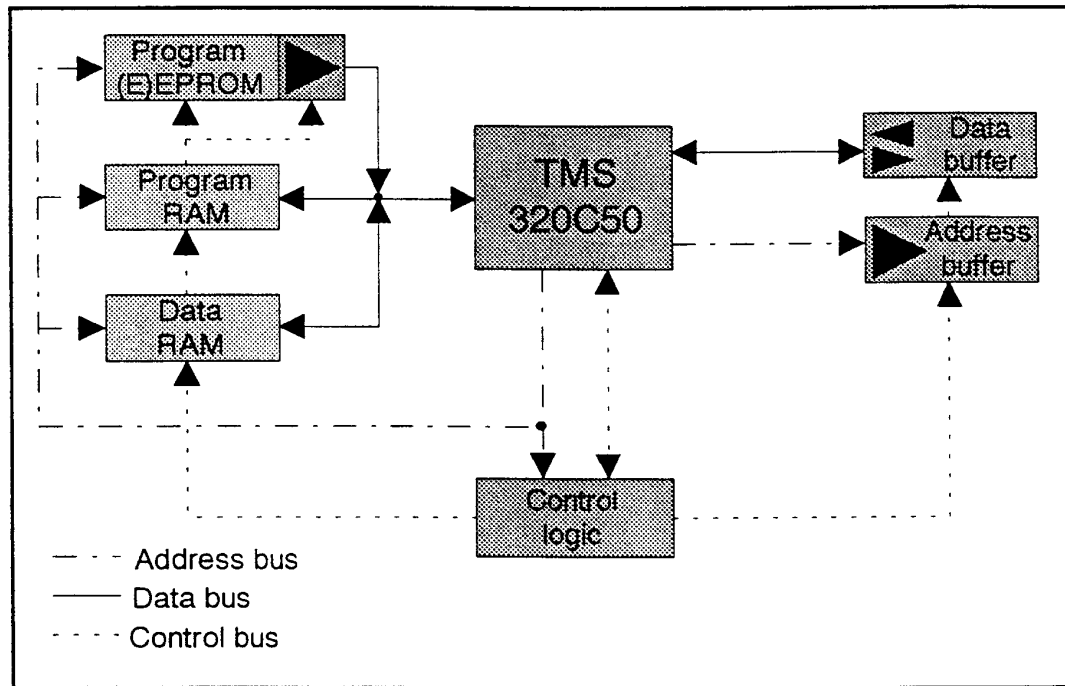 Program
(E)EPROM
Program
RAM
Data
RAM
TMS
320C50
Data
buffer
Address
buffer
Control
logic
Address bus
Data bus
Control bus